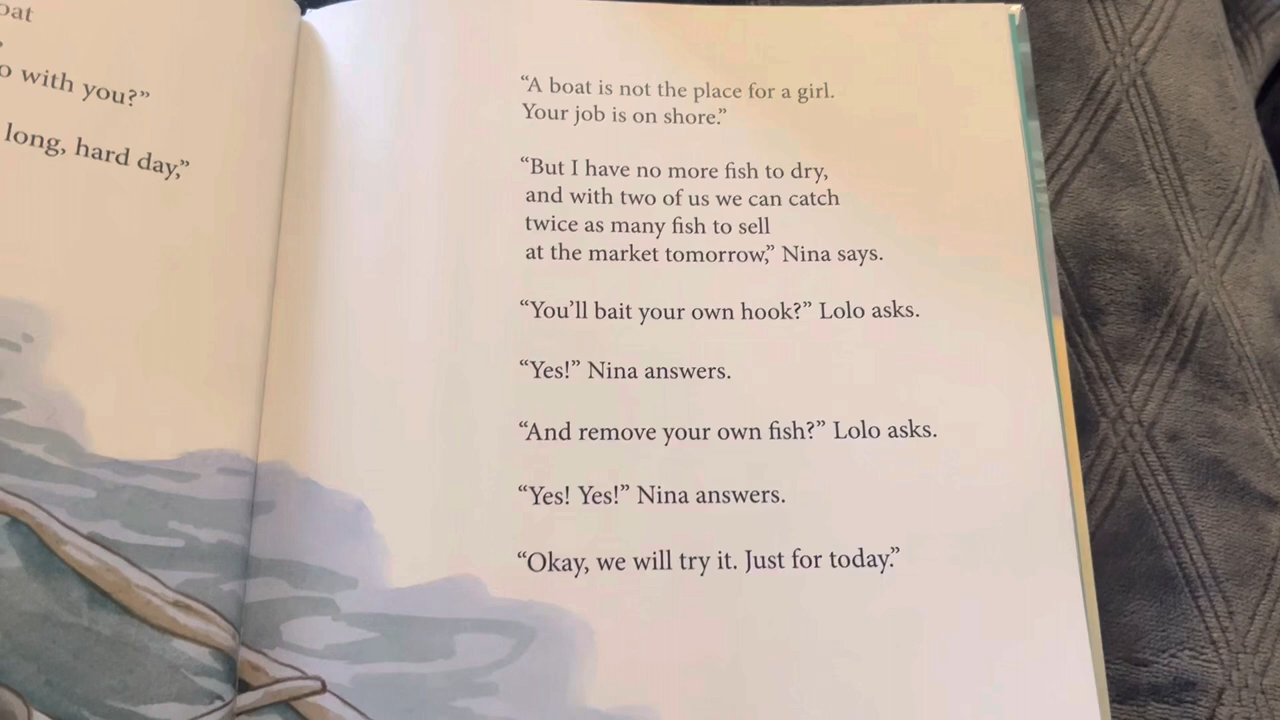 with you?”
long, hard day,”
“A boat is not the place for a girl.
Your job is on shore.”
“But I have no more fish to dry,
and with two of us we can catch
twice as many fish to sell
at the market tomorrow,” Nina says.
“You’ll bait your own hook?” Lolo asks.
“Yes!” Nina answers.
“And remove your own fish?” Lolo asks.
“Yes! Yes!” Nina answers.
“Okay, we will try it. Just for today.”